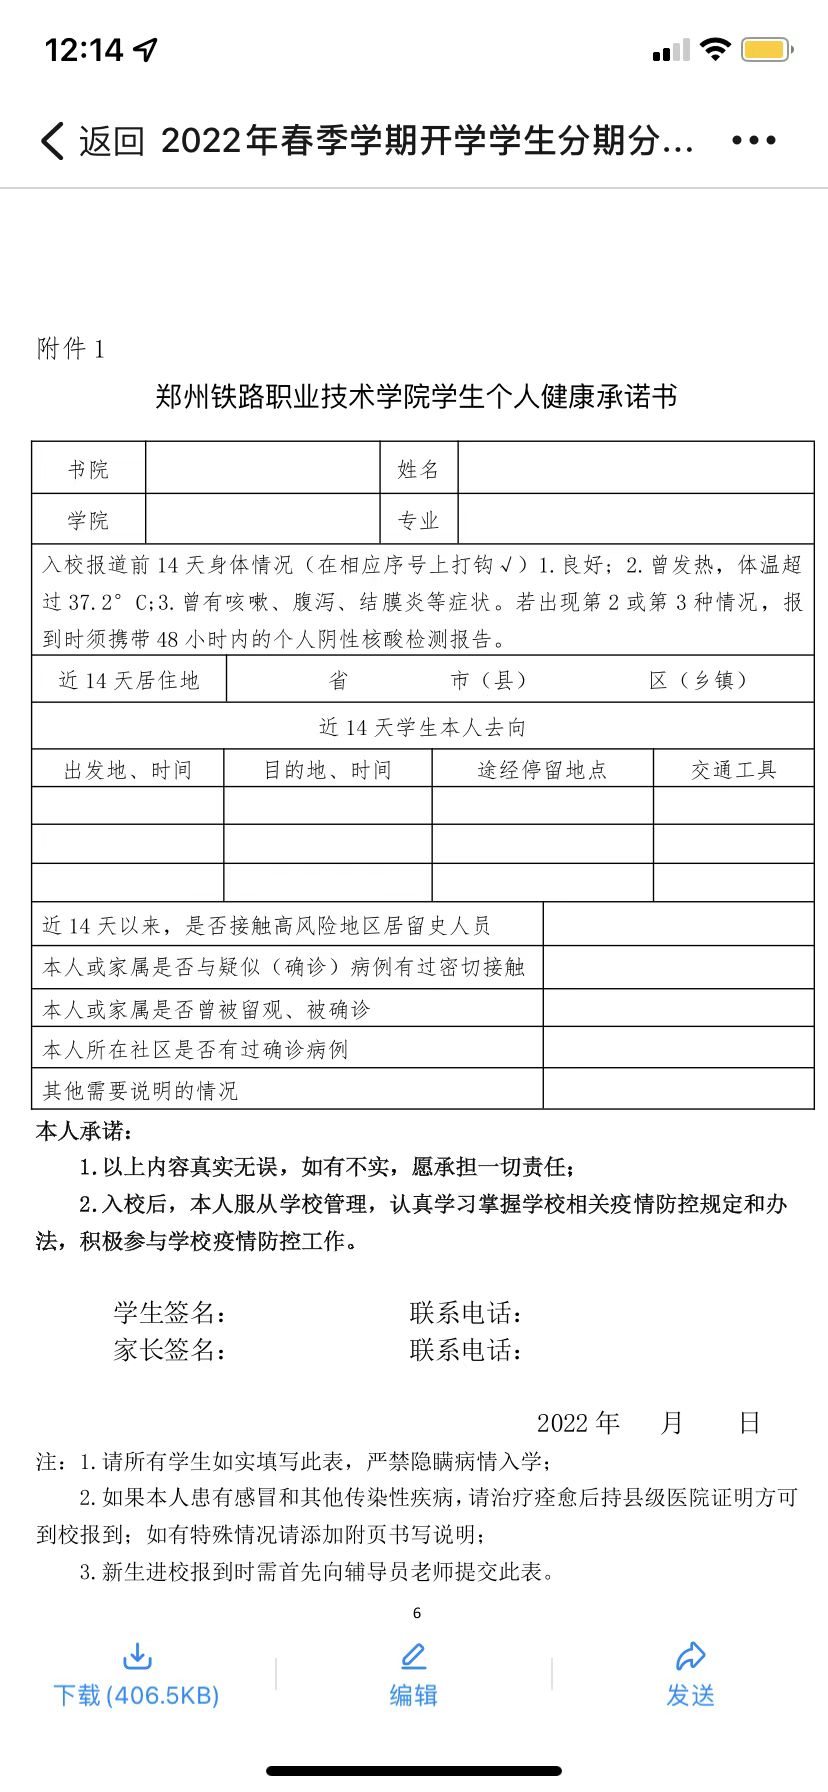 12:14
返回 2022年春季学期开学学生分期分...
附件 1
郑州铁路职业技术学院学生个人健康承诺书
书院 姓名
学院 专业
入校报道前 14 天身体情况（在相应序号上打钩√）1.良好；2.曾发热，体温超
过 37.2°C;3.曾有咳嗽、腹泻、结膜炎等症状。若出现第 2 或第 3 种情况，报
到时须携带 48 小时内的个人阴性核酸检测报告。
近 14 天居住地 省 市（县） 区（乡镇）
近 14 天学生本人去向
出发地、时间 目的地、时间 途经停留地点 交通工具
近 14 天以来，是否接触高风险地区居留史人员
本人或家属是否与疑似（确诊）病例有过密切接触
本人或家属是否曾被留观、被确诊
本人所在社区是否有过确诊病例
其他需要说明的情况
本人承诺：
1.以上内容真实无误，如有不实，愿承担一切责任；
2.入校后，本人服从学校管理，认真学习掌握学校相关疫情防控规定和办
法，积极参与学校疫情防控工作。
学生签名： 联系电话：
家长签名： 联系电话：
2022 年 月 日
注：1.请所有学生如实填写此表，严禁隐瞒病情入学；
2.如果本人患有感冒和其他传染性疾病，请治疗痊愈后持县级医院证明方可
到校报到；如有特殊情况请添加附页书写说明；
3.新生进校报到时需首先向辅导员老师提交此表。
6
下载(406.5KB) 编辑 发送